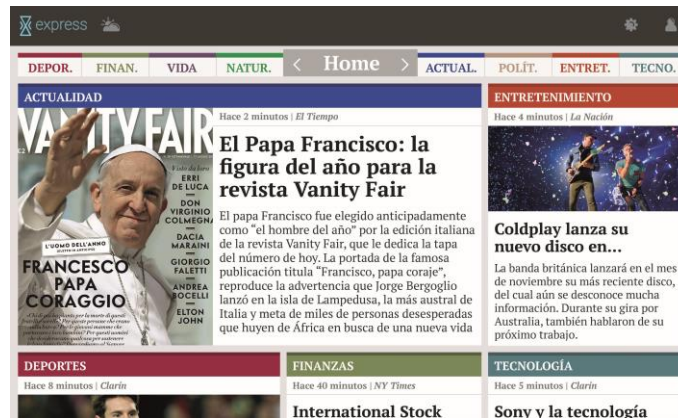 express
DEPOR. FINAN. VIDA NATUR. < Home > ACTUAL. POLÍT. ENTRET. TECNO.
ACTUALIDAD
VANITY FAIR
Visto da loro
ERRI
DE LUCA
DON
VIRGINIO
COLMEGNA
DACIA
MARAINI
GIORGIO
FALETTI
ANDREA
BOCELLI
ELTON
JOHN
L'UOMO DELL'ANNO
FRANCESCO
PAPA
CORAGGIO
Hace 2 minutos | El Tiempo
El Papa Francisco: la
figura del año para la
revista Vanity Fair
El papa Francisco fue elegido anticipadamente
como “el hombre del año” por la edición italiana
de la revista Vanity Fair, que le dedica la tapa
del número de hoy. La portada de la famosa
publicación titula “Francisco, papa coraje”,
reproduce la advertencia que Jorge Bergoglio
lanzó en la isla de Lampedusa, la más austral de
Italia y meta de miles de personas desesperadas
que huyen de África en busca de una nueva vida
ENTRETENIMIENTO
Hace 4 minutos | La Nación
Coldplay lanza su
nuevo disco en...
La banda británica lanzará en el mes
de noviembre su más reciente disco,
del cual aún se desconoce mucha
información. Durante su gira por
Australia, también hablaron de su
próximo trabajo.
DEPORTES
Hace 8 minutos | Clarín
FINANZAS
Hace 40 minutos | NY Times
International Stock
TECNOLOGÍA
Hace 5 minutos | Clarín
Sony y la tecnología